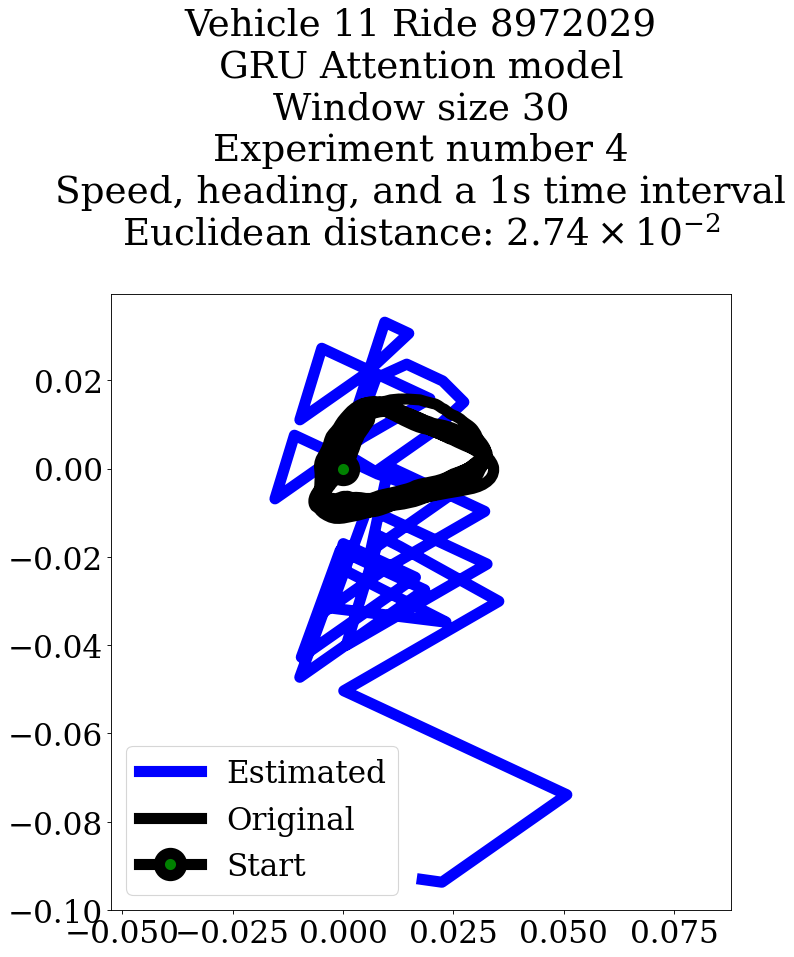 Vehicle 11 Ride 8972029
GRU Attention model
Window size 30
Experiment number 4
Speed, heading, and a 1s time interval
Euclidean distance: 2.74 × 10⁻²
0.02
0.00
−0.02
−0.04
−0.06
−0.08
−0.10
Estimated
Original
Start
−0.050 −0.025 0.000 0.025 0.050 0.075